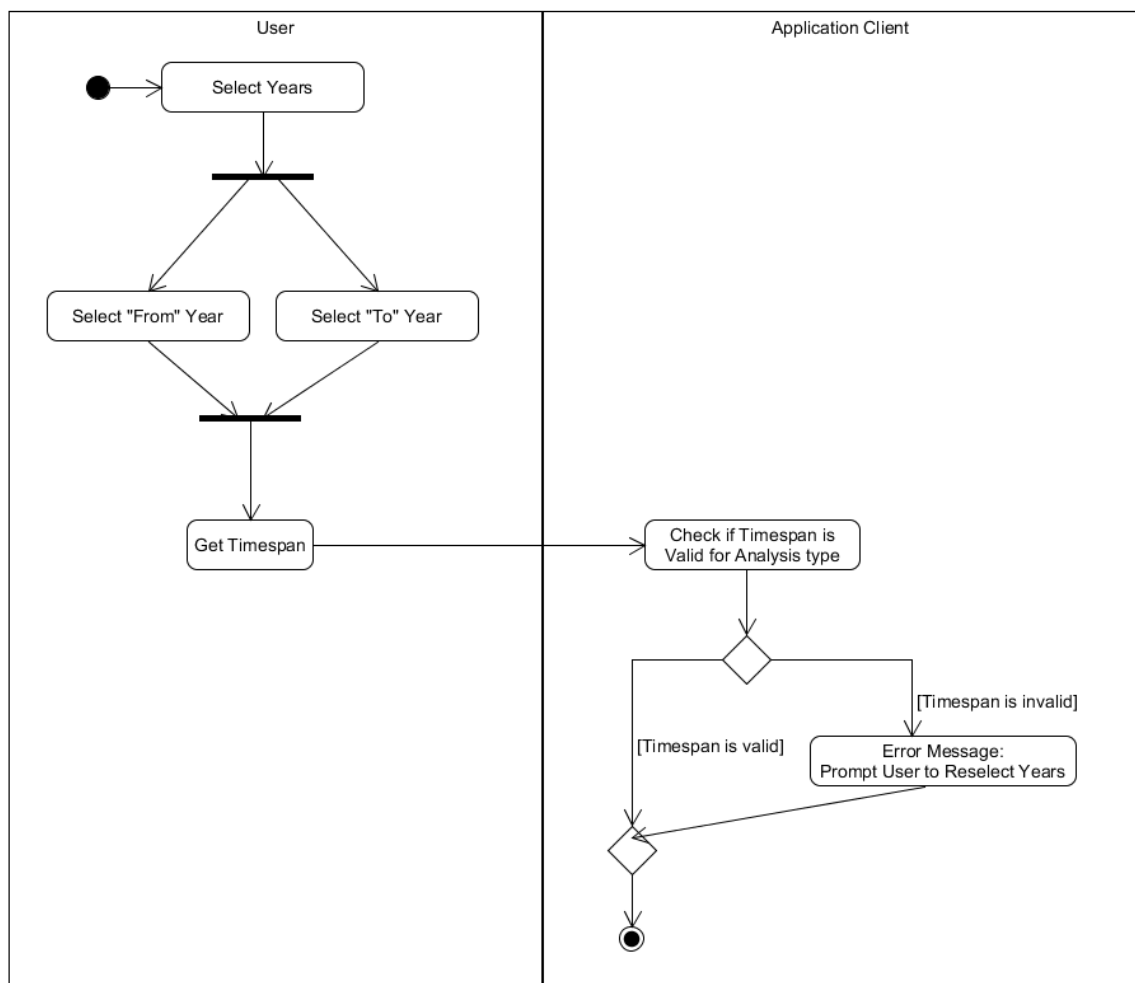 User
Application Client
Select Years
Select "From" Year
Select "To" Year
Get Timespan
Check if Timespan is
Valid for Analysis type
[Timespan is invalid]
[Timespan is valid]
Error Message:
Prompt User to Reselect Years